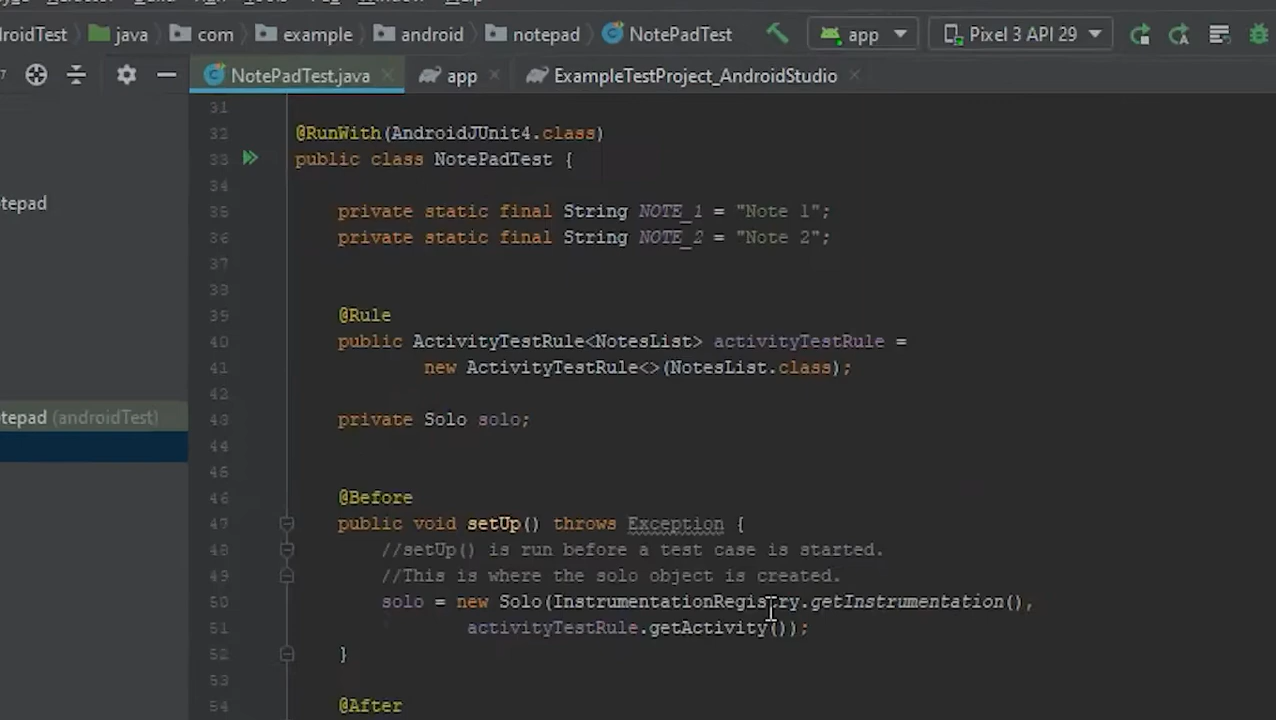 roidTest java com example android notepad NotePadTest app Pixel 3 API 29
NotePadTest.java app ExampleTestProject_AndroidStudio
31
32 @RunWith(AndroidJUnit4.class)
33 public class NotePadTest {
34
35 private static final String NOTE_1 = "Note 1";
36 private static final String NOTE_2 = "Note 2";
37
38
39 @Rule
40 public ActivityTestRule<NotesList> activityTestRule =
41 new ActivityTestRule<>(NotesList.class);
42
43 private Solo solo;
44
45
46 @Before
47 public void setUp() throws Exception {
48 //setUp() is run before a test case is started.
49 //This is where the solo object is created.
50 solo = new Solo(InstrumentationRegistry.getInstrumentation(),
51 activityTestRule.getActivity());
52 }
53
54 @After
tepad
tepad (androidTest)